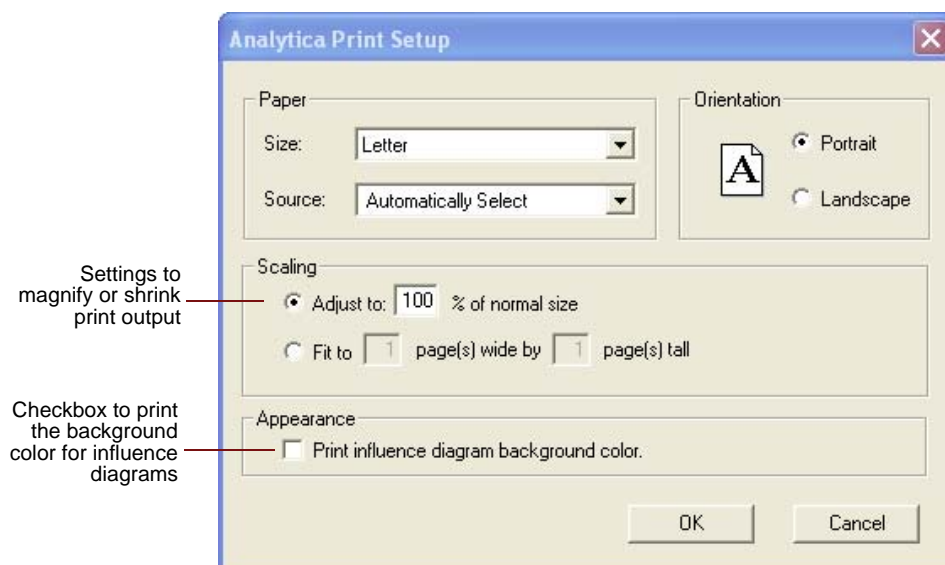 Analytica Print Setup
Paper
Size: Letter
Source: Automatically Select
Orientation
A
Portrait
Landscape
Settings to
magnify or shrink
print output
Scaling
Adjust to: 100 % of normal size
Fit to 1 page(s) wide by 1 page(s) tall
Checkbox to print
the background
color for influence
diagrams
Appearance
Print influence diagram background color.
OK Cancel